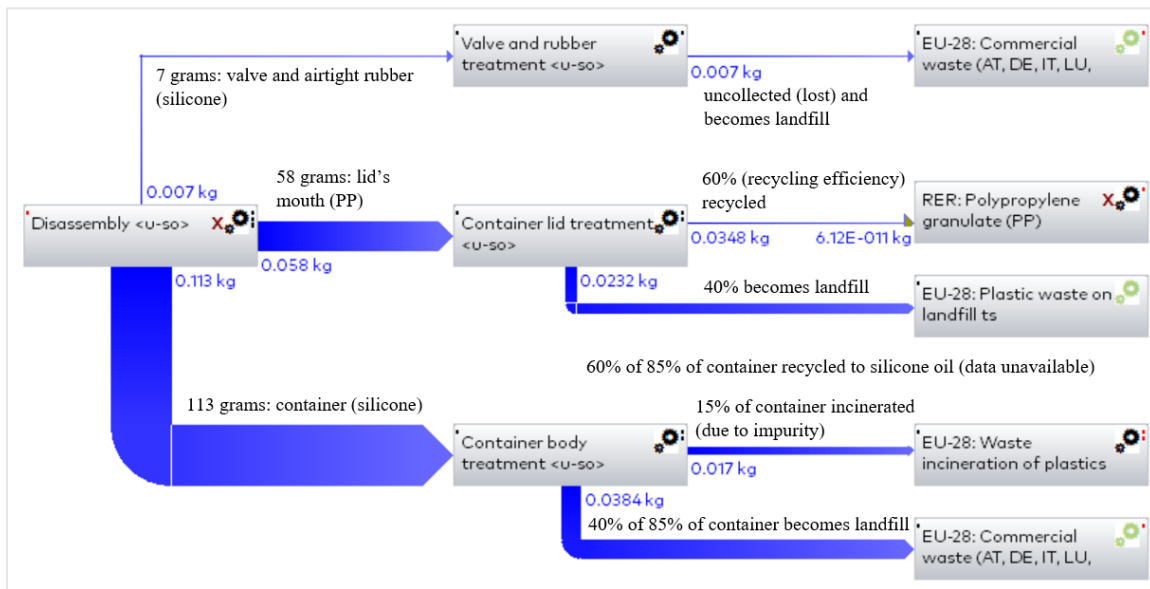 Valve and rubber
treatment <u-so>
EU-28: Commercial
waste (AT, DE, IT, LU,
7 grams: valve and airtight rubber
(silicone)
0.007 kg
uncollected (lost) and
becomes landfill
0.007 kg
58 grams: lid's
mouth (PP)
60% (recycling efficiency)
recycled
Disassembly <u-so>
X
Container lid treatment
<u-so>
RER: Polypropylene
granulate (PP)
X
0.058 kg
0.0348 kg
6.12E-011 kg
0.113 kg
0.0232 kg
40% becomes landfill
EU-28: Plastic waste on
landfill ts
60% of 85% of container recycled to silicone oil (data unavailable)
113 grams: container (silicone)
15% of container incinerated
(due to impurity)
Container body
treatment <u-so>
EU-28: Waste
incineration of plastics
0.017 kg
0.0384 kg
40% of 85% of container becomes landfill
EU-28: Commercial
waste (AT, DE, IT, LU,